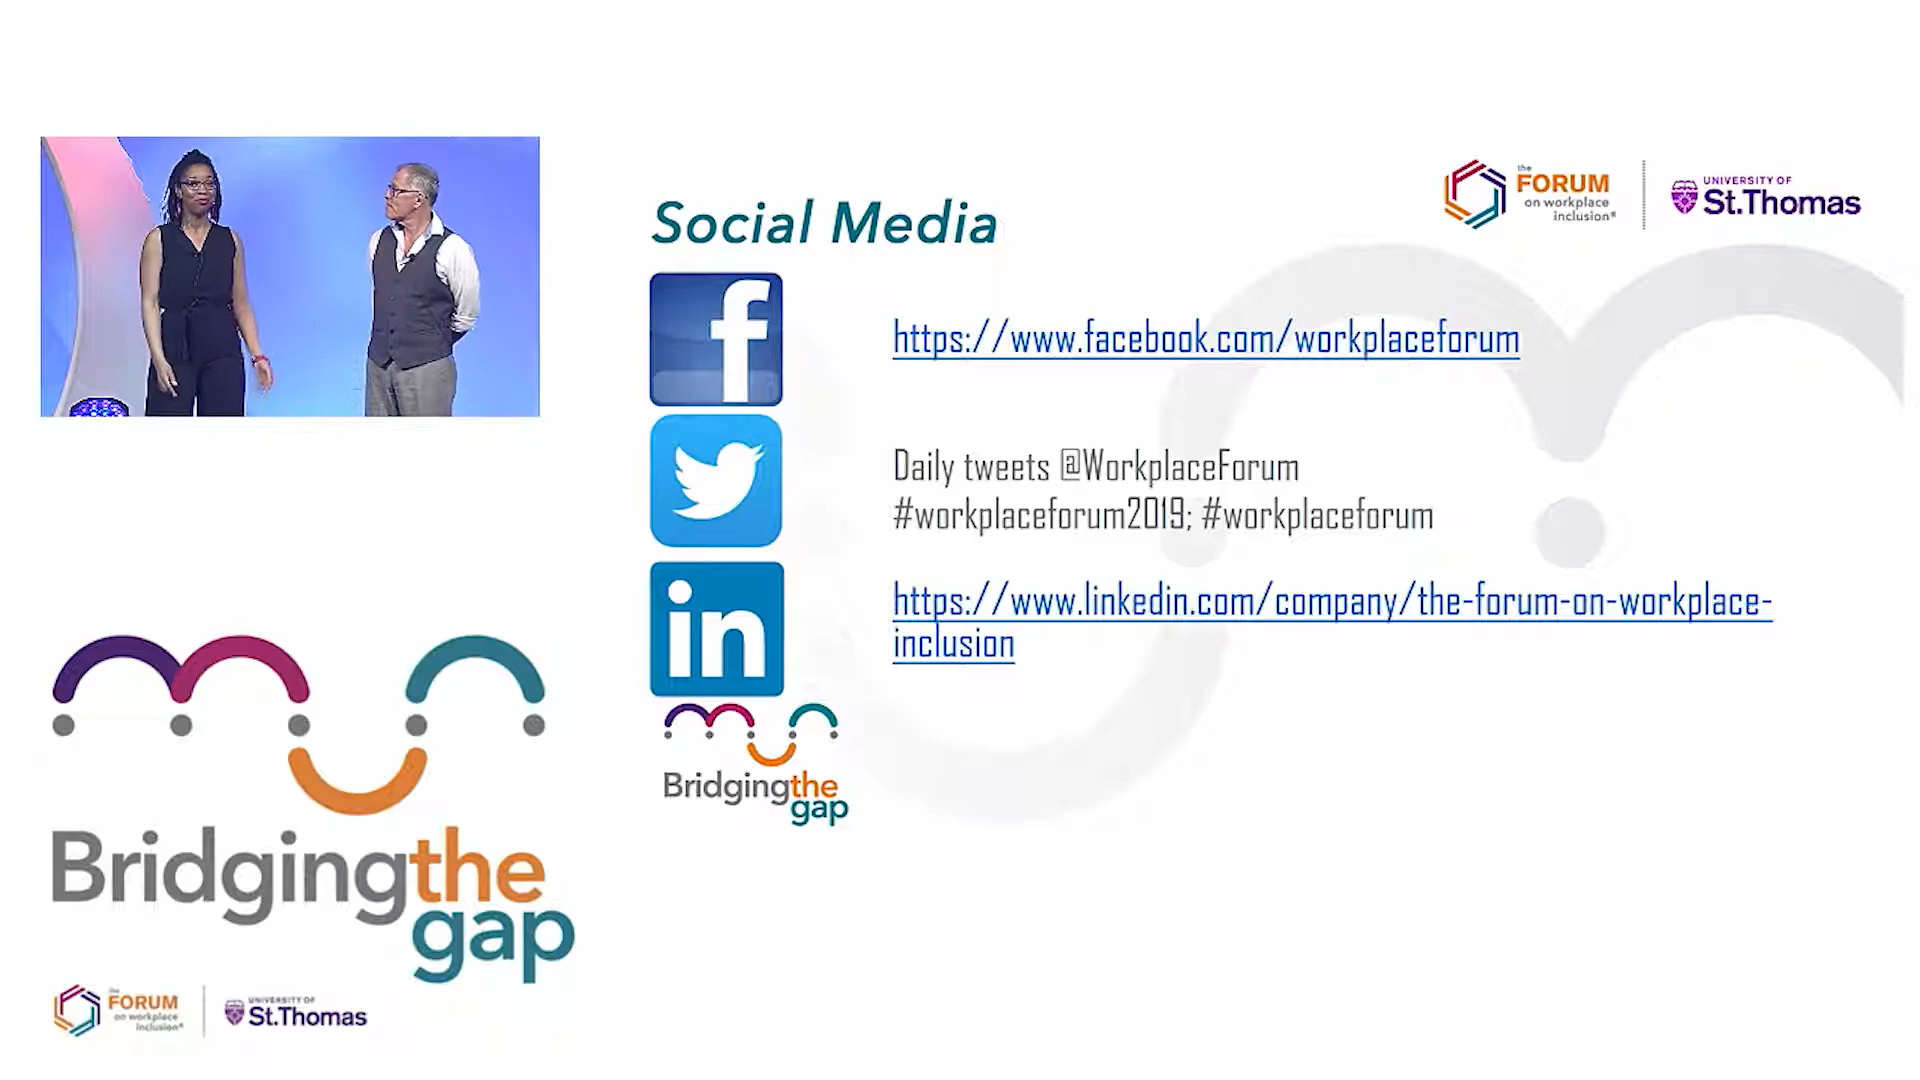 Social Media
the
FORUM
on workplace
inclusion®
UNIVERSITY OF
St.Thomas
f
https://www.facebook.com/workplaceforum
Daily tweets @WorkplaceForum
#workplaceforum2019; #workplaceforum
in
https://www.linkedin.com/company/the-forum-on-workplace-
inclusion
Bridgingthe
gap
Bridgingthe
gap
the
FORUM
on workplace
inclusion®
UNIVERSITY OF
St.Thomas